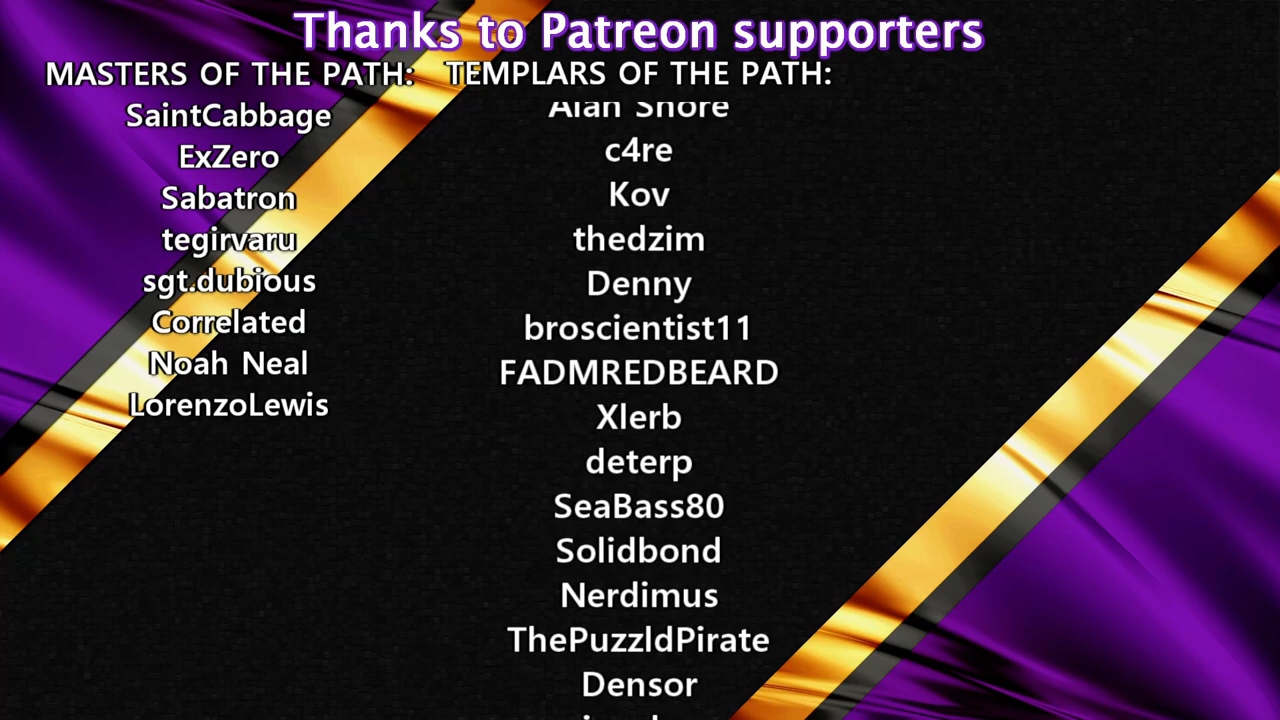 Thanks to Patreon supporters
MASTERS OF THE PATH:
SaintCabbage
ExZero
Sabatron
tegirvaru
sgt.dubious
Correlated
Noah Neal
LorenzoLewis
TEMPLARS OF THE PATH:
Alan Shore
c4re
Kov
thedzim
Denny
broscientist11
FADMREDBEARD
Xlerb
deterp
SeaBass80
Solidbond
Nerdimus
ThePuzzldPirate
Densor